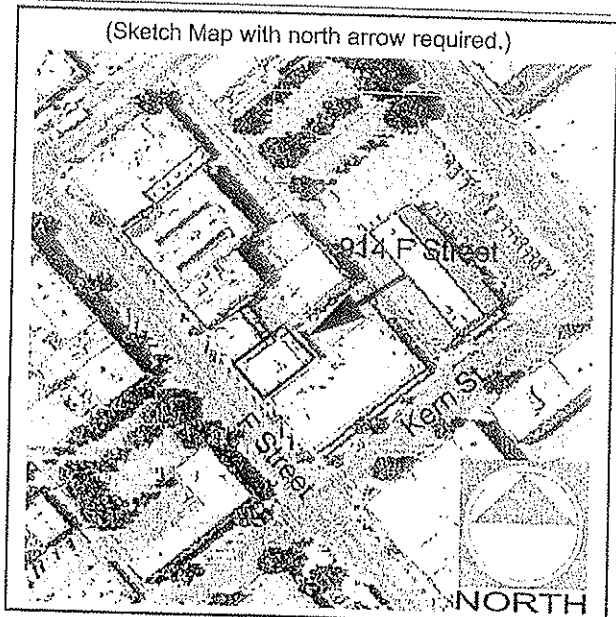 (Sketch Map with north arrow required.)
914 F Street
Kern St
F Street
NORTH